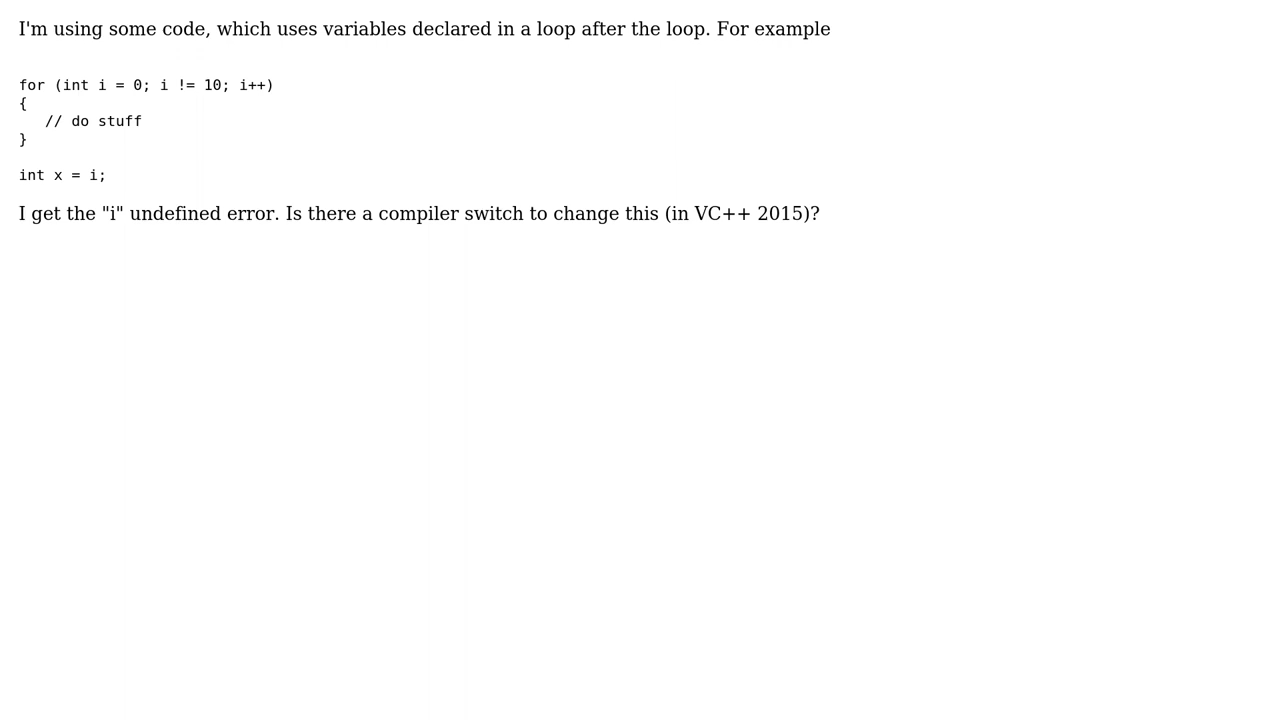 I'm using some code, which uses variables declared in a loop after the loop. For example
for (int i = 0; i != 10; i++)
{
   // do stuff
}
int x = i;
I get the "i" undefined error. Is there a compiler switch to change this (in VC++ 2015)?